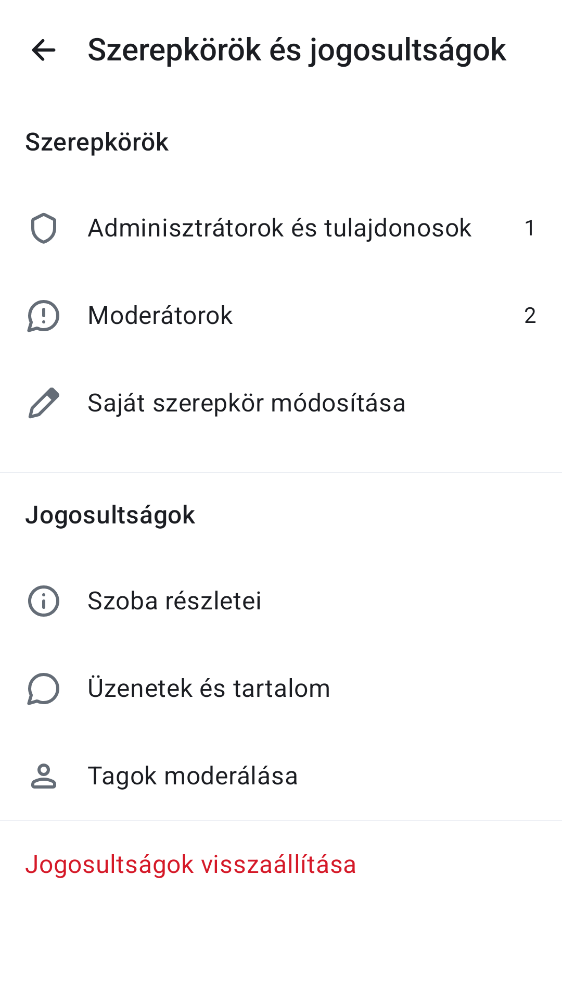 Szerepkörök és jogosultságok
Szerepkörök
Adminisztrátorok és tulajdonosok 1
Moderátorok 2
Saját szerepkör módosítása
Jogosultságok
Szoba részletei
Üzenetek és tartalom
Tagok moderálása
Jogosultságok visszaállítása